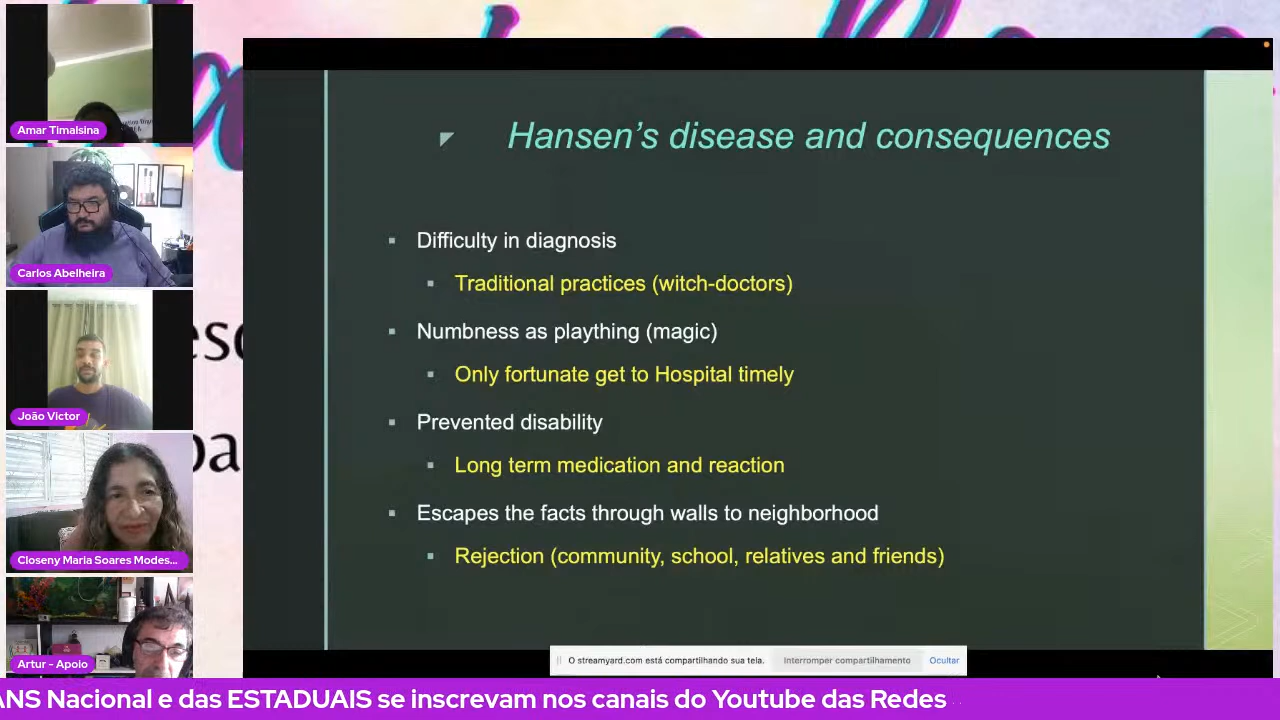 Amar Timalsina
Carlos Abelheira
João Victor
Closeny Maria Soares Modes...
Artur - Apoio
Hansen's disease and consequences
Difficulty in diagnosis
Traditional practices (witch-doctors)
Numbness as plaything (magic)
Only fortunate get to Hospital timely
Prevented disability
Long term medication and reaction
Escapes the facts through walls to neighborhood
Rejection (community, school, relatives and friends)
O streamyard.com está compartilhando sua tela.
Interromper compartilhamento
Ocultar
ANS Nacional e das ESTADUAIS se inscrevam nos canais do Youtube das Redes